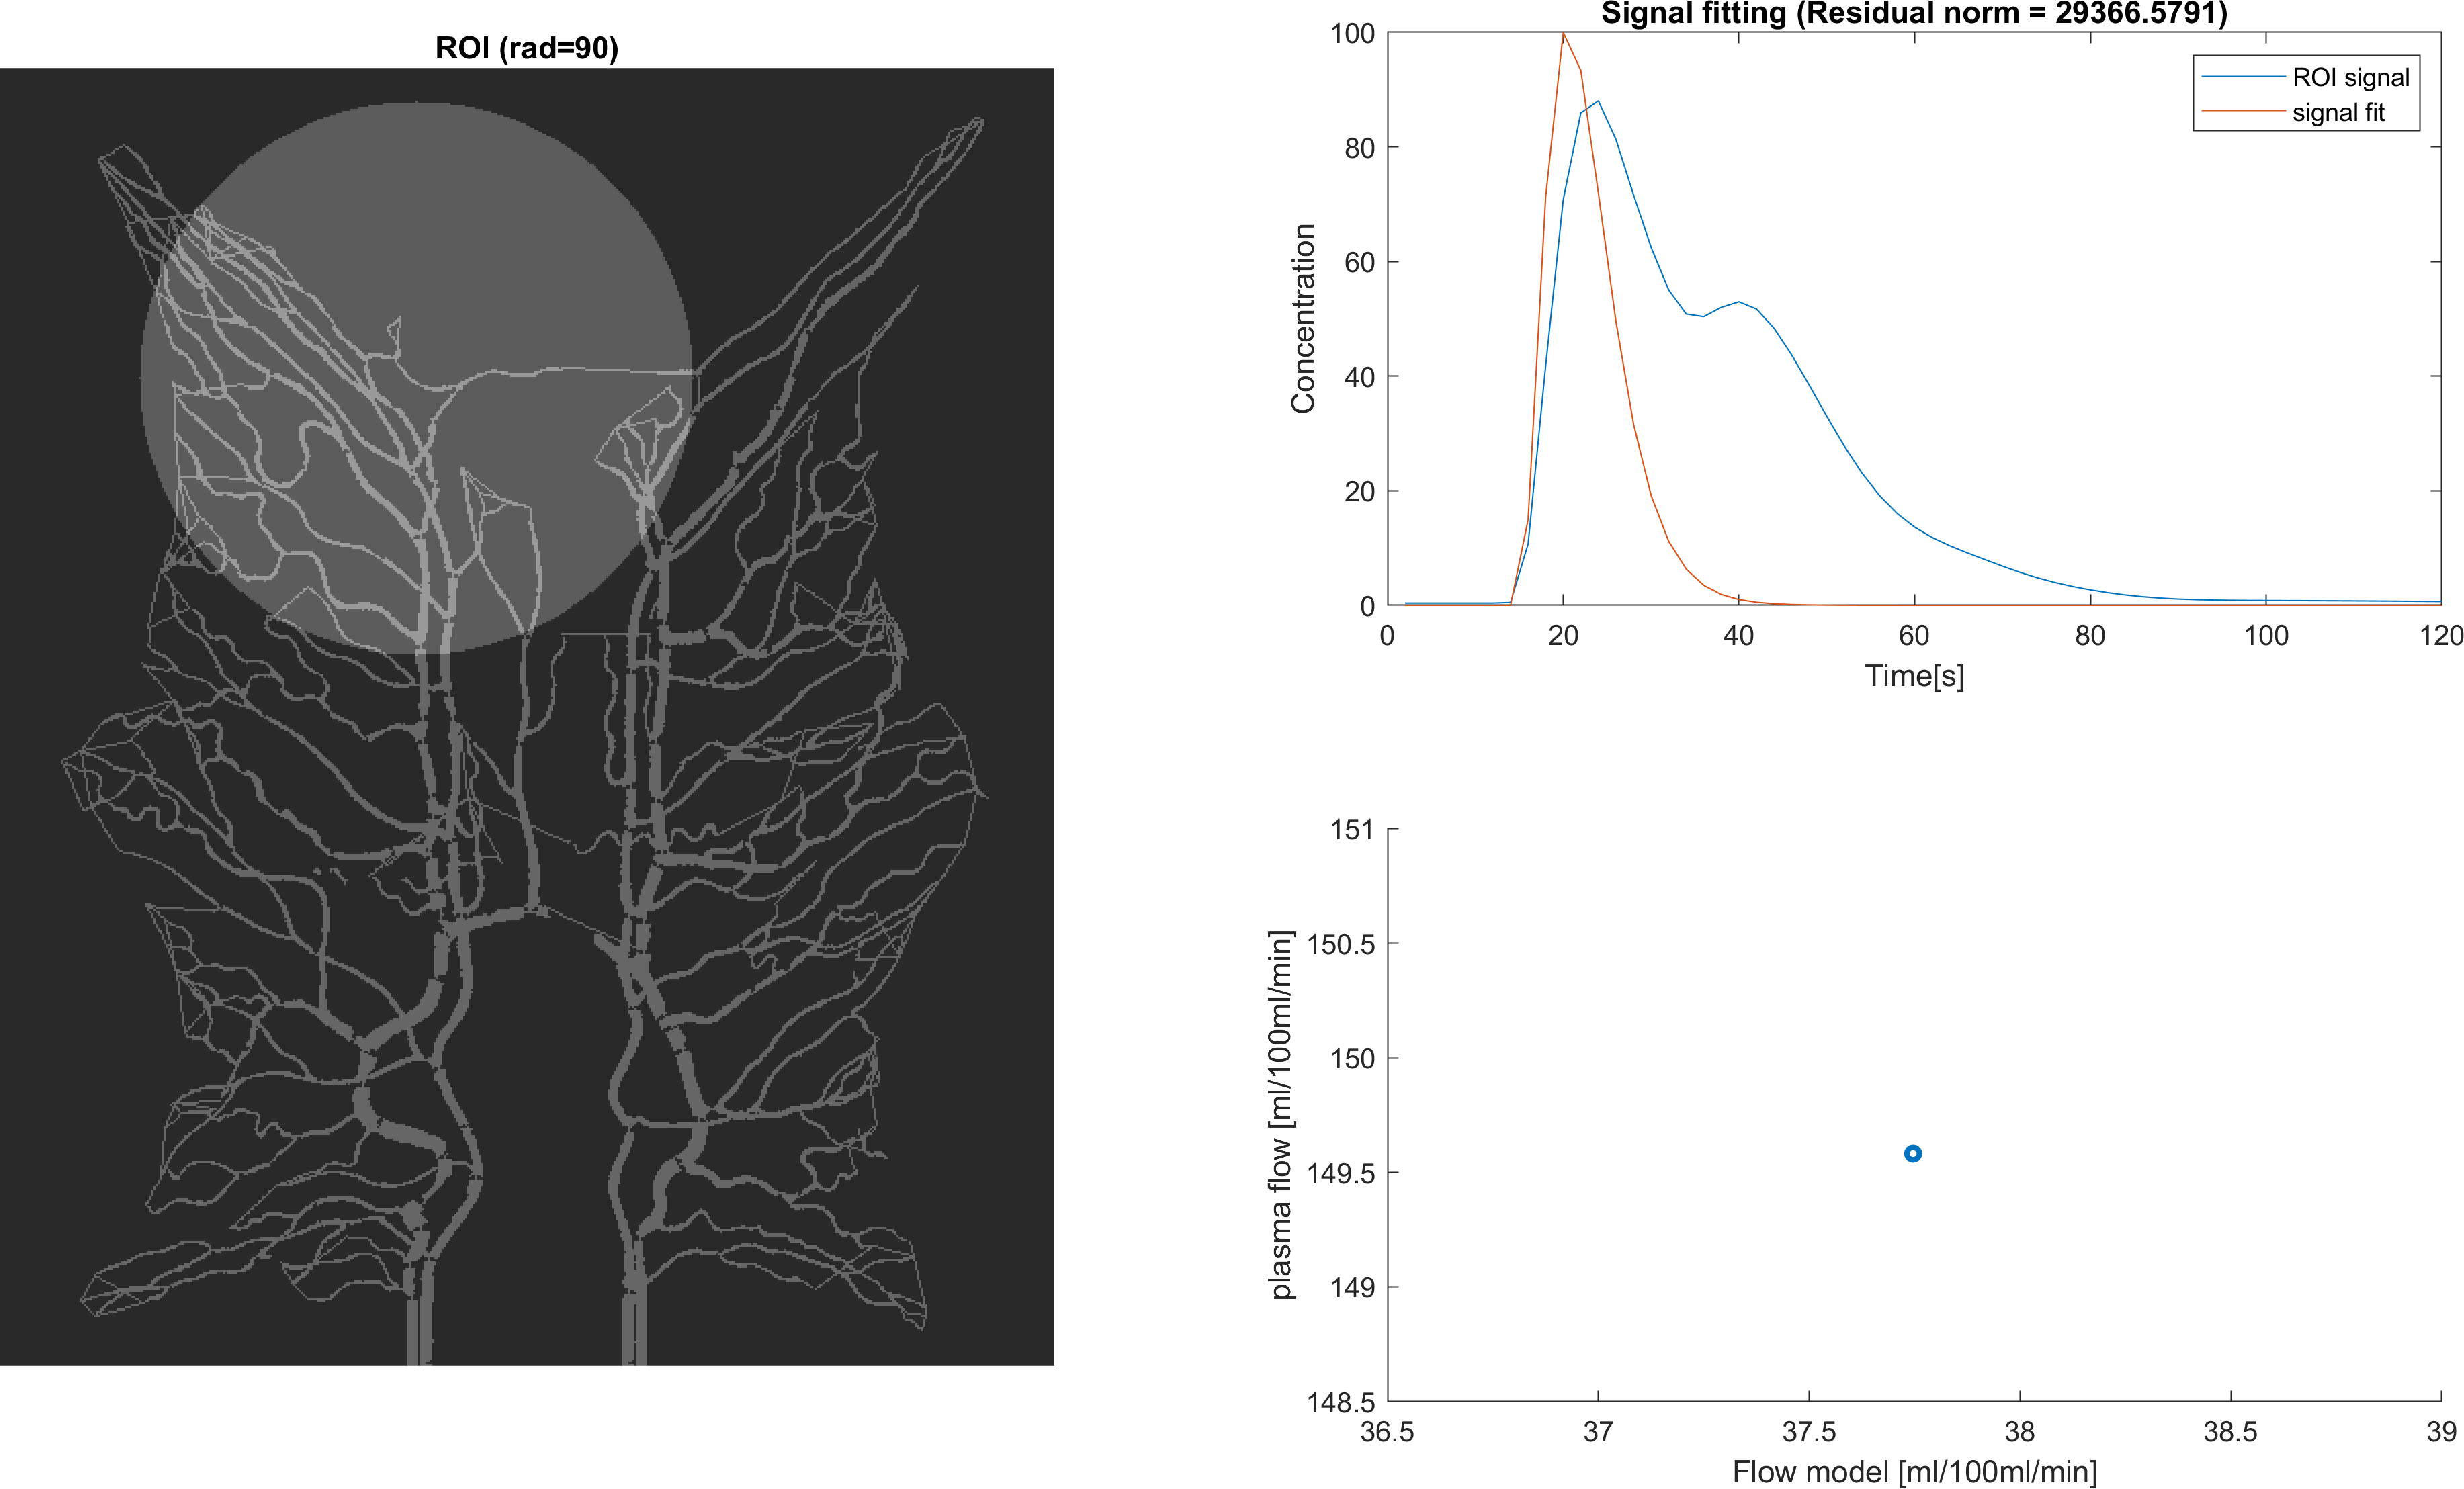 ROI (rad=90)
Signal fitting (Residual norm = 29366.5791)
100
80
60
40
20
0
Concentration
ROI signal
signal fit
0 20 40 60 80 100 120
Time[s]
151
150.5
150
149.5
149
148.5
plasma flow [ml/100ml/min]
36.5 37 37.5 38 38.5 39
Flow model [ml/100ml/min]